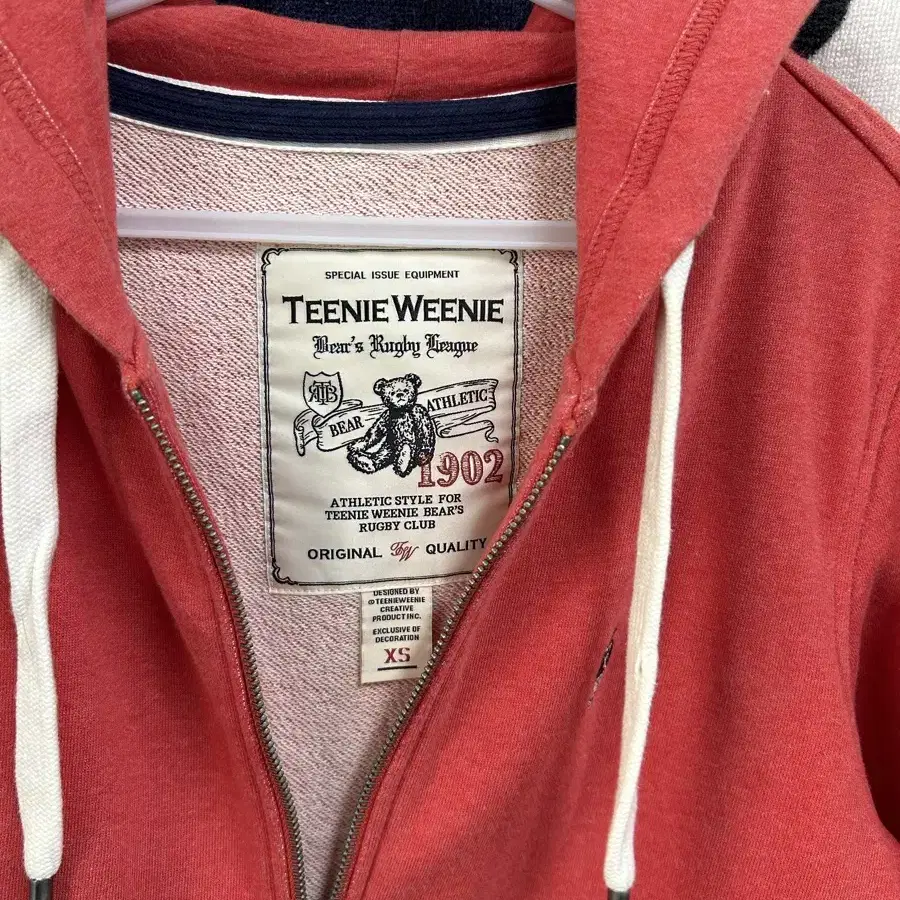 SPECIAL ISSUE EQUIPMENT
TEENIE WEENIE
Bear's Rugby League
RTB
BEAR ATHLETIC
1902
ATHLETIC STYLE FOR
TEENIE WEENIE BEAR'S
RUGBY CLUB
ORIGINAL TW QUALITY
DESIGNED BY
@TEENIEWEENIE
CREATIVE
PRODUCT INC.
EXCLUSIVE OF
DECORATION
XS